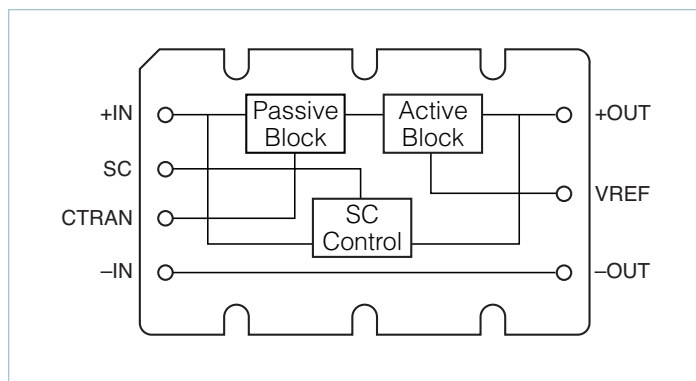 +IN
Passive
Block
Active
Block
+OUT
SC
VREF
CTRAN
SC
Control
–IN
–OUT